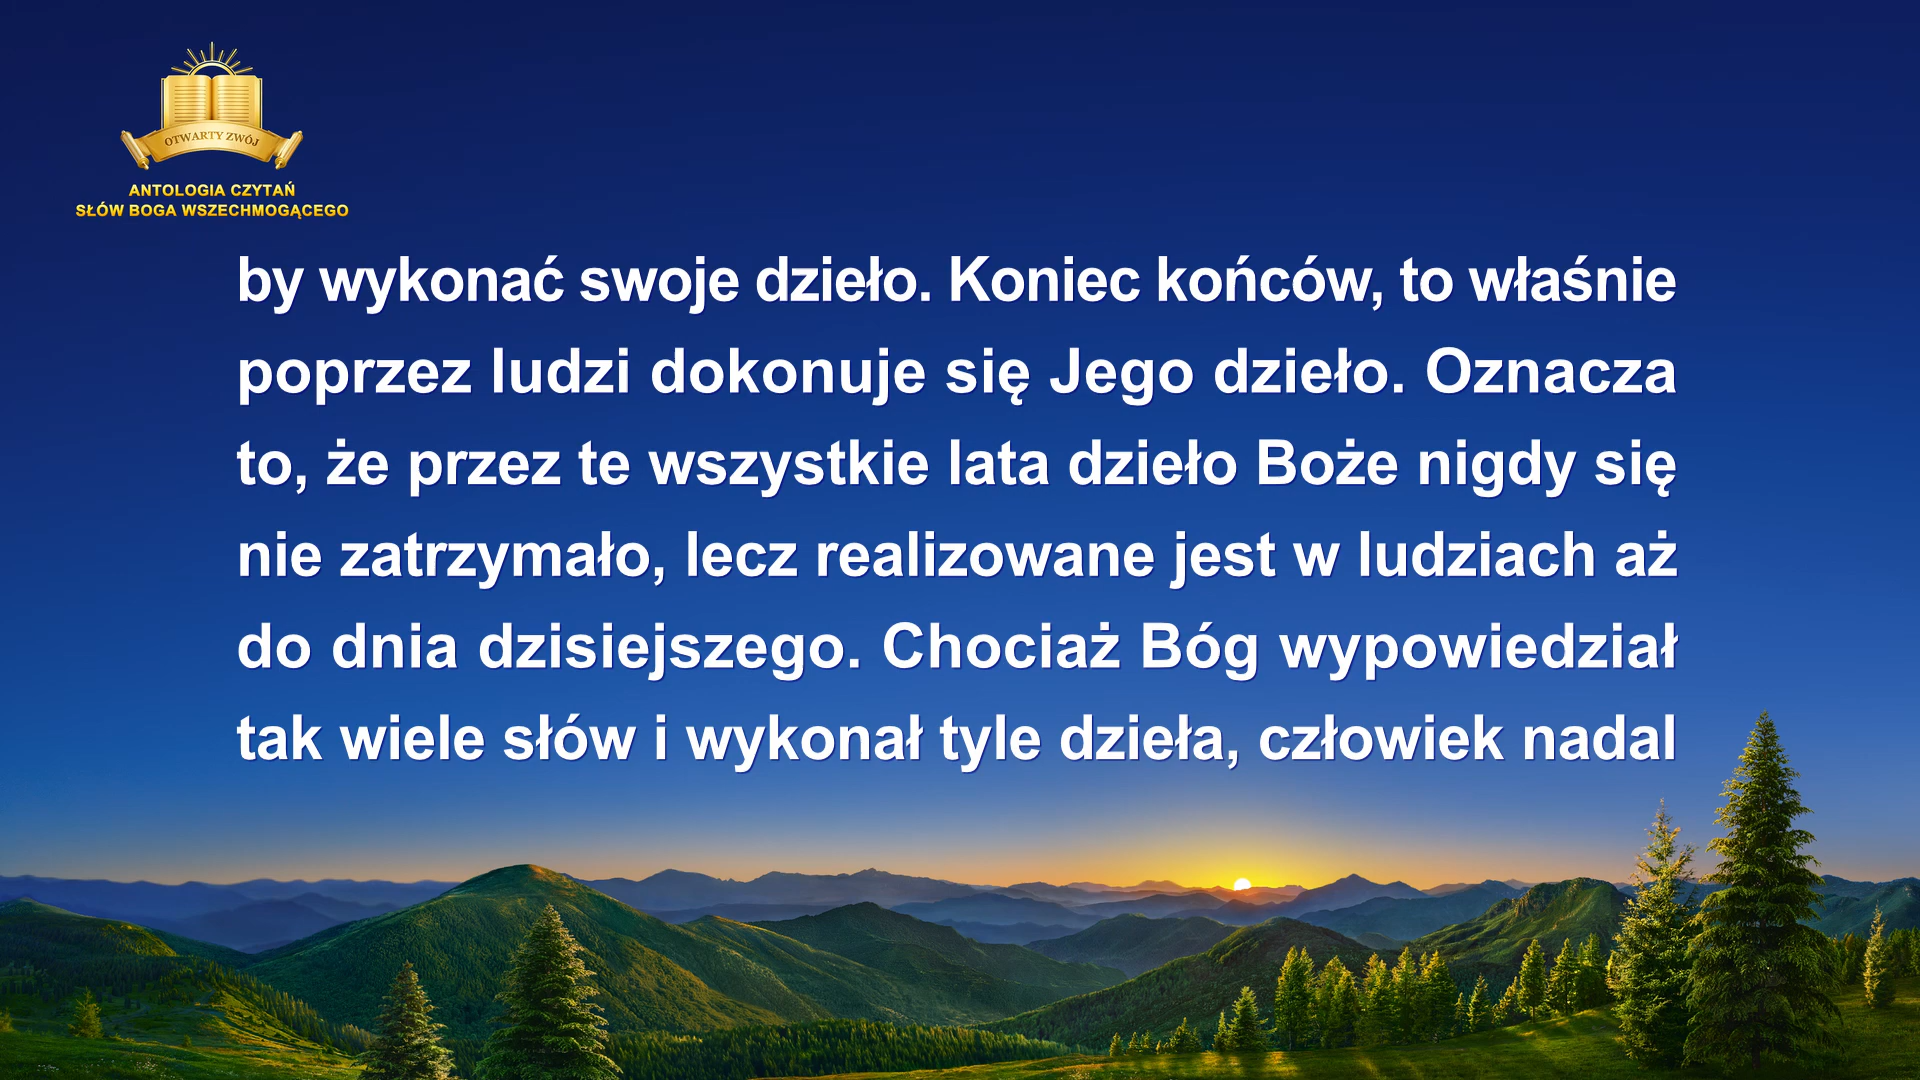 OTWARTY ZWÓJ
ANTOLOGIA CZYTAŃ
SŁÓW BOGA WSZECHMOGĄCEGO
by wykonać swoje dzieło. Koniec końców, to właśnie
poprzez ludzi dokonuje się Jego dzieło. Oznacza
to, że przez te wszystkie lata dzieło Boże nigdy się
nie zatrzymało, lecz realizowane jest w ludziach aż
do dnia dzisiejszego. Chociaż Bóg wypowiedział
tak wiele słów i wykonał tyle dzieła, człowiek nadal